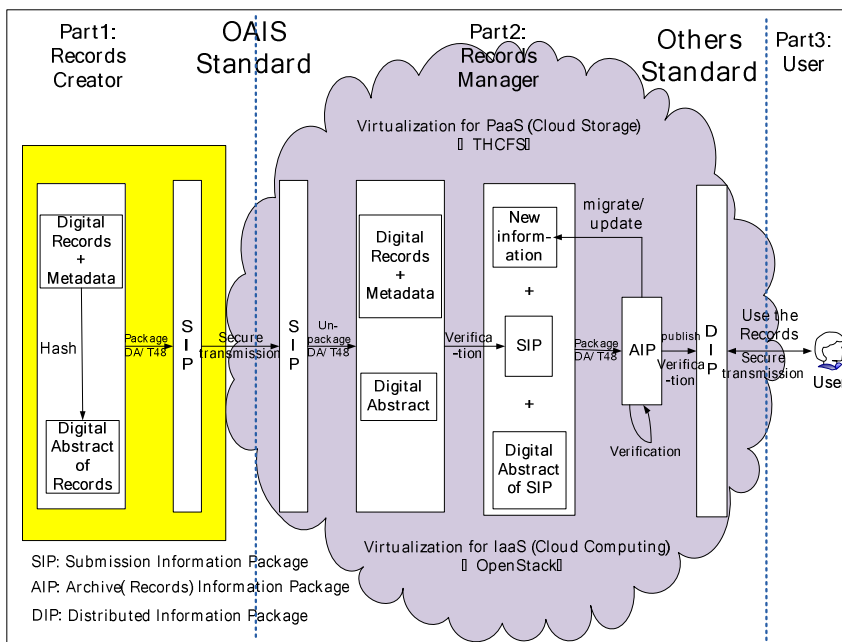 Part1:
Records
Creator
OAIS
Standard
Part2:
Records
Manager
Others
Standard
Part3:
User
Virtualization for PaaS (Cloud Storage)
THCFS
Digital
Records
+
Metadata
Hash
Digital
Abstract
of
Records
Package
DA/ T48
S
I
P
Secure
transmission
S
I
P
Un-
package
DA/ T48
Digital
Records
+
Metadata
Digital
Abstract
Verifica
-tion
New
inform-
ation
+
SIP
+
Digital
Abstract
of SIP
migrate/
update
Package
DA/ T48
AIP
Verification
publish
Verifica
-tion
D
I
P
Use the
Records
Secure
transmission
User
Virtualization for IaaS (Cloud Computing)
OpenStack
SIP: Submission Information Package
AIP: Archive( Records) Information Package
DIP: Distributed Information Package